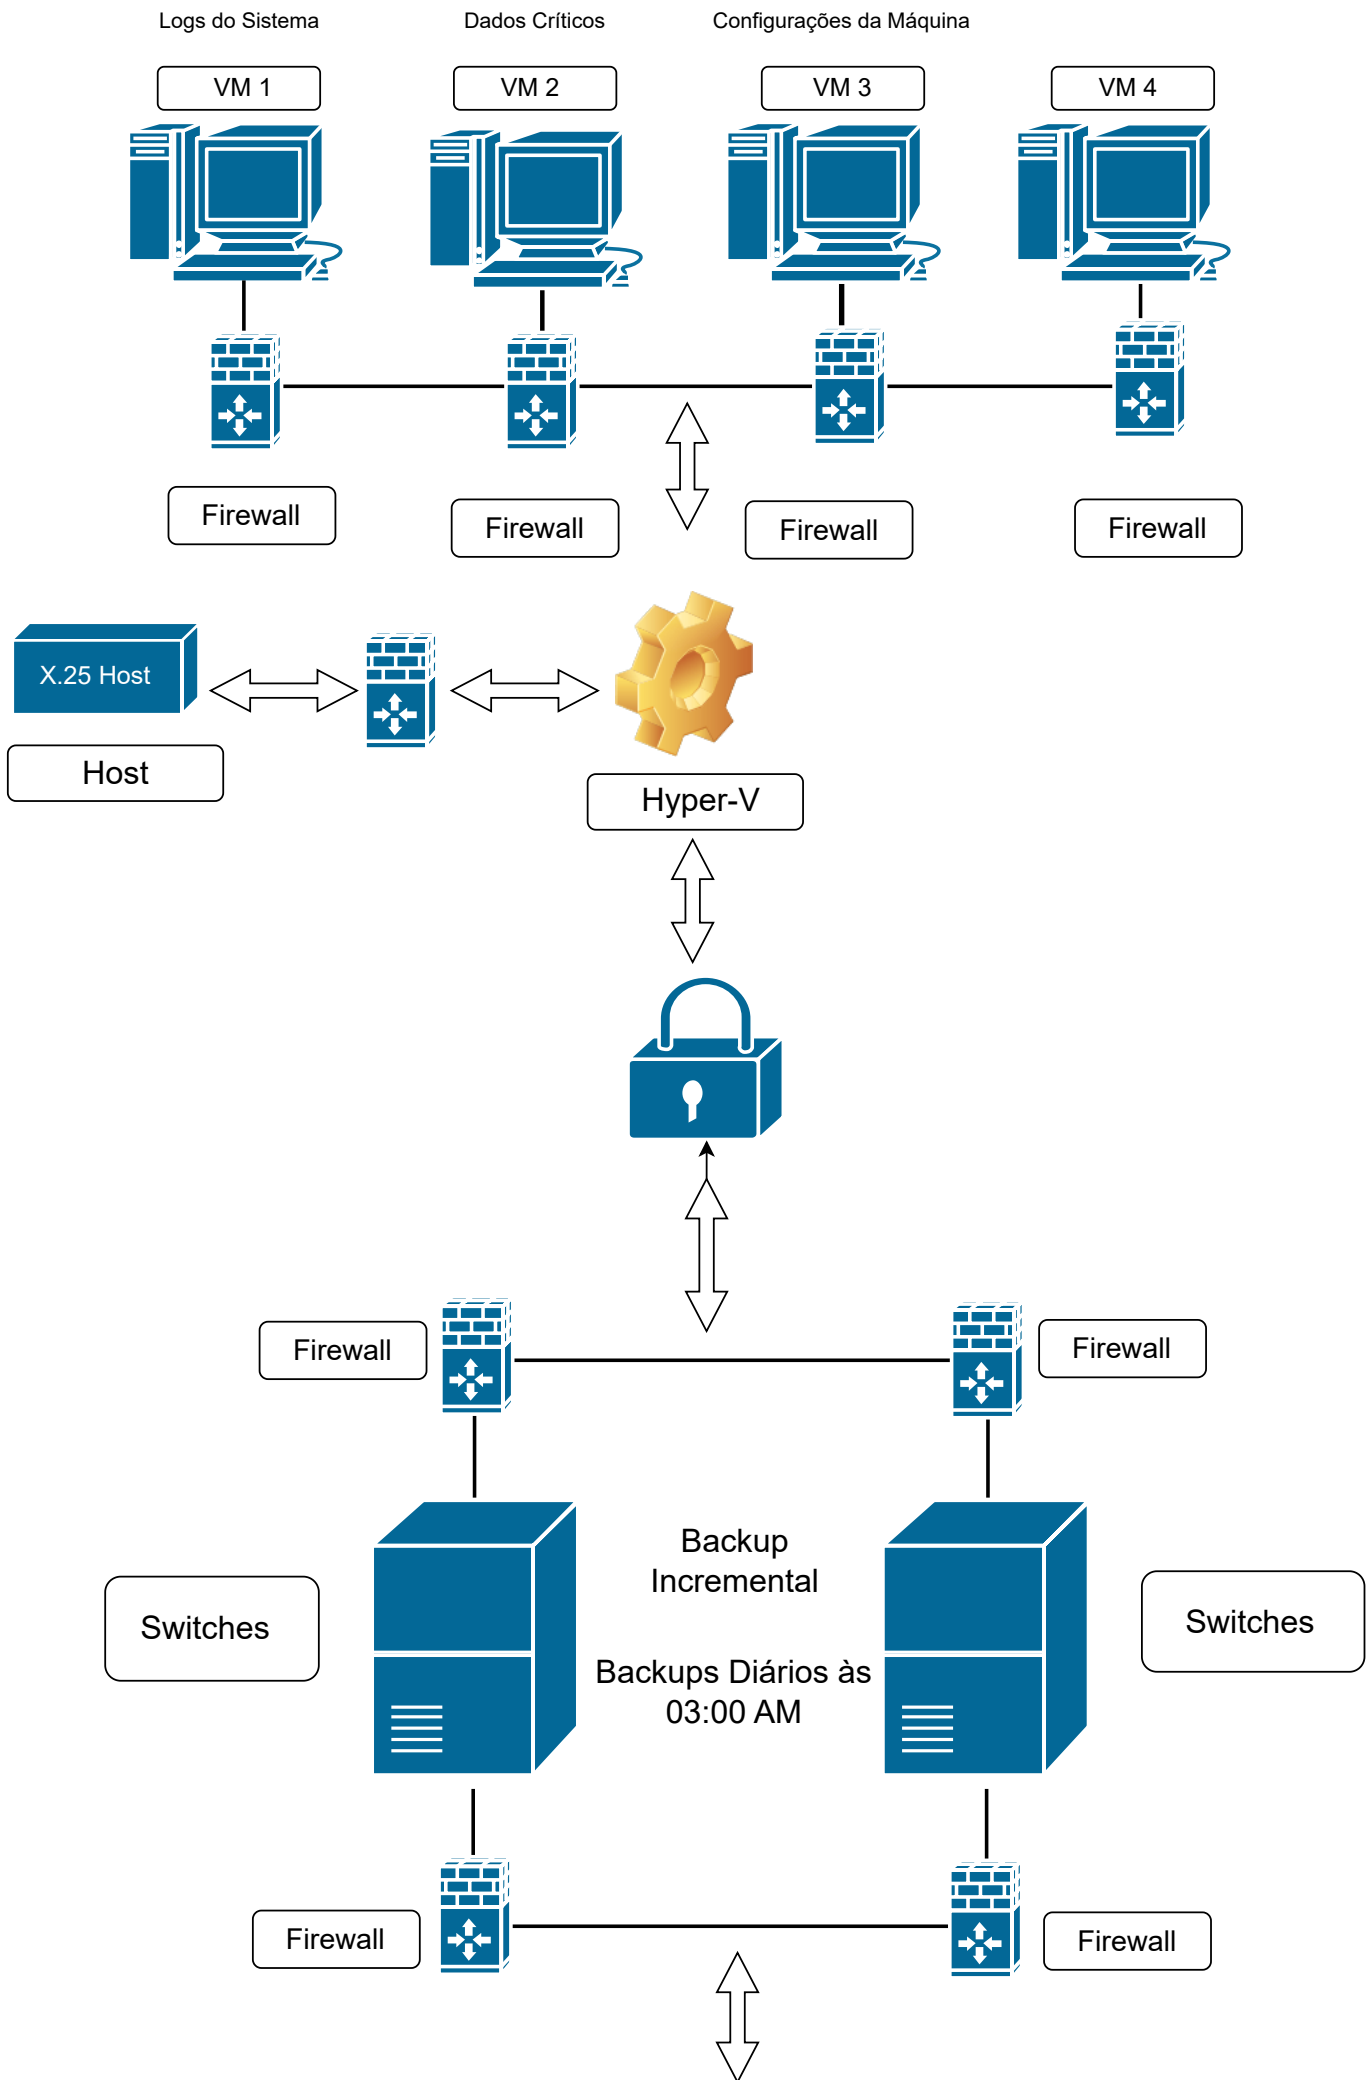 Logs do Sistema
Dados Críticos
Configurações da Máquina
VM 1
VM 2
VM 3
VM 4
Firewall
Firewall
Firewall
Firewall
X.25 Host
Host
Hyper-V
Firewall
Firewall
Backup
Incremental
Switches
Switches
Backups Diários às
03:00 AM
Firewall
Firewall